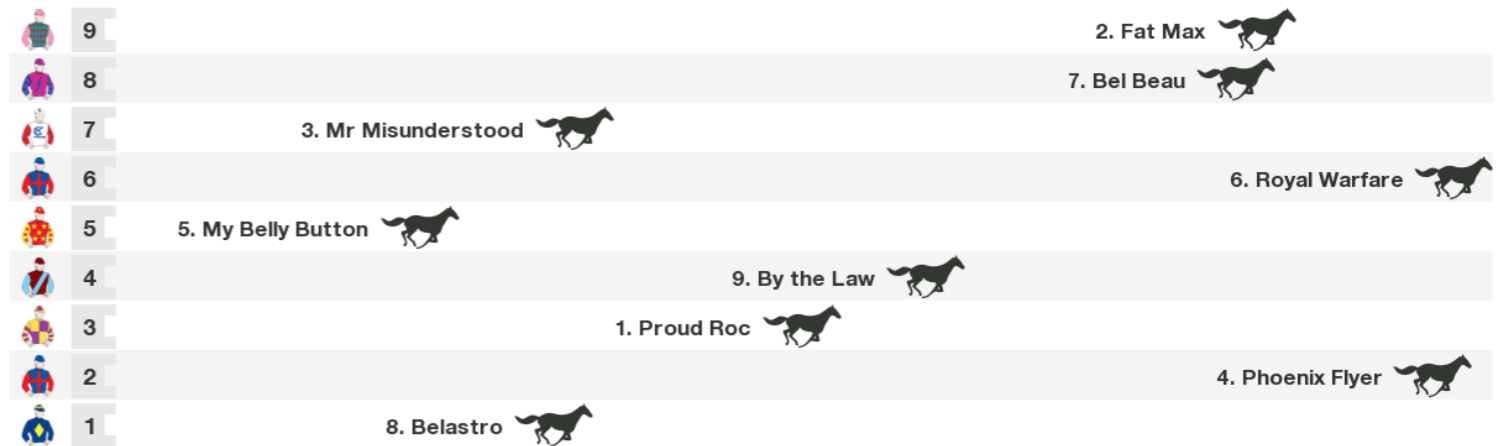 9 2. Fat Max
8 7. Bel Beau
7 3. Mr Misunderstood
6 6. Royal Warfare
5 5. My Belly Button
4 9. By the Law
3 1. Proud Roc
2 4. Phoenix Flyer
1 8. Belastro